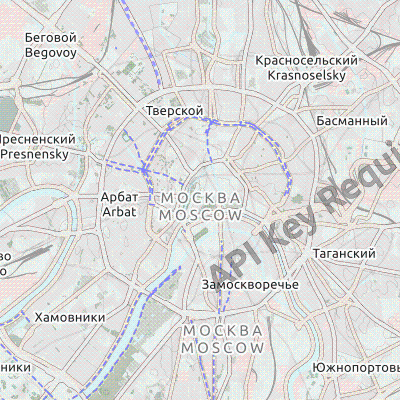 Беговой
Begovoy
Красносельский
Krasnoselsky
Тверской
Басманный
Пресненский
Presnensky
Арбат
Arbat
МОСКВА
MOSCOW
API Key Requi
Таганский
Замоскворечье
Хамовники
МОСКВА
MOSCOW
Южнопортовы